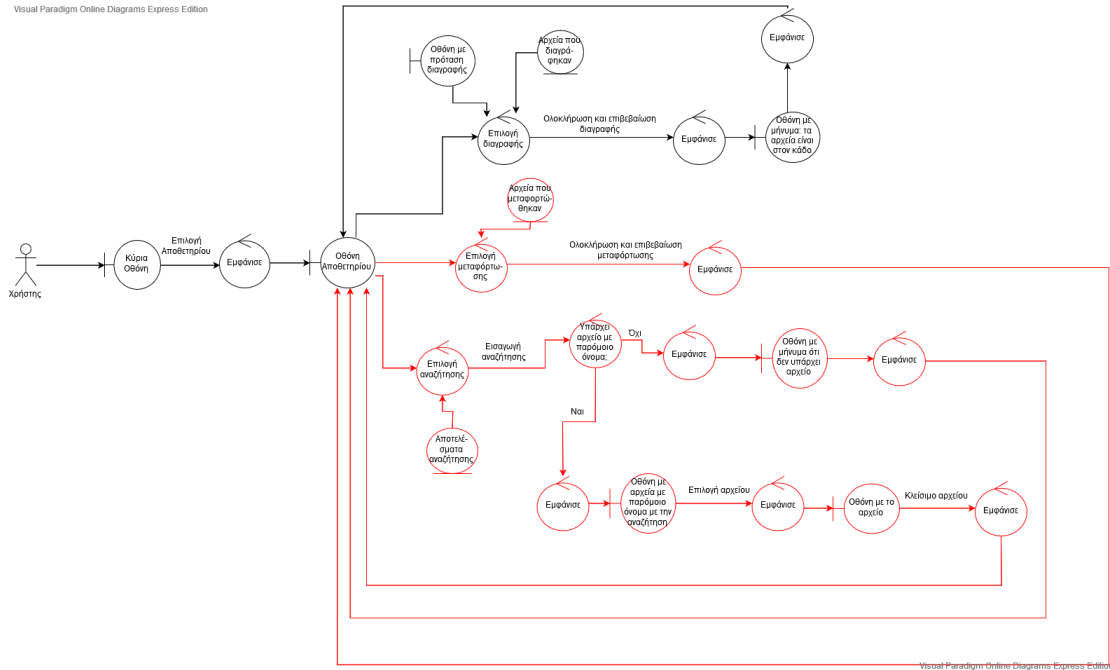 Visual Paradigm Online Diagrams Express Edition
Εμφάνισε
Οθόνη με
πρόταση
διαγραφής
Αρχεία που
διαγρά-
φηκαν
Επιλογή
διαγραφής
Ολοκλήρωση και επιβεβαίωση
διαγραφής
Εμφάνισε
Οθόνη με
μήνυμα: τα
αρχεία είναι
στον κάδο
Αρχεία που
μεταφορτώ-
θηκαν
Χρήστης
Κύρια
Οθόνη
Επιλογή
Αποθετηρίου
Εμφάνισε
Οθόνη
Αποθετηρίου
Επιλογή
μεταφόρτω-
σης
Ολοκλήρωση και επιβεβαίωση
μεταφόρτωσης
Εμφάνισε
Επιλογή
αναζήτησης
Εισαγωγή
αναζήτησης
Υπάρχει
αρχείο με
παρόμοιο
όνομα;
Όχι
Εμφάνισε
Οθόνη με
μήνυμα ότι
δεν υπάρχει
αρχείο
Εμφάνισε
Αποτελέ-
σματα
αναζήτησης
Ναι
Εμφάνισε
Οθόνη με
αρχεία με
παρόμοιο
όνομα με την
αναζήτηση
Επιλογή αρχείου
Εμφάνισε
Οθόνη με το
αρχείο
Κλείσιμο αρχείου
Εμφάνισε
Visual Paradigm Online Diagrams Express Edition